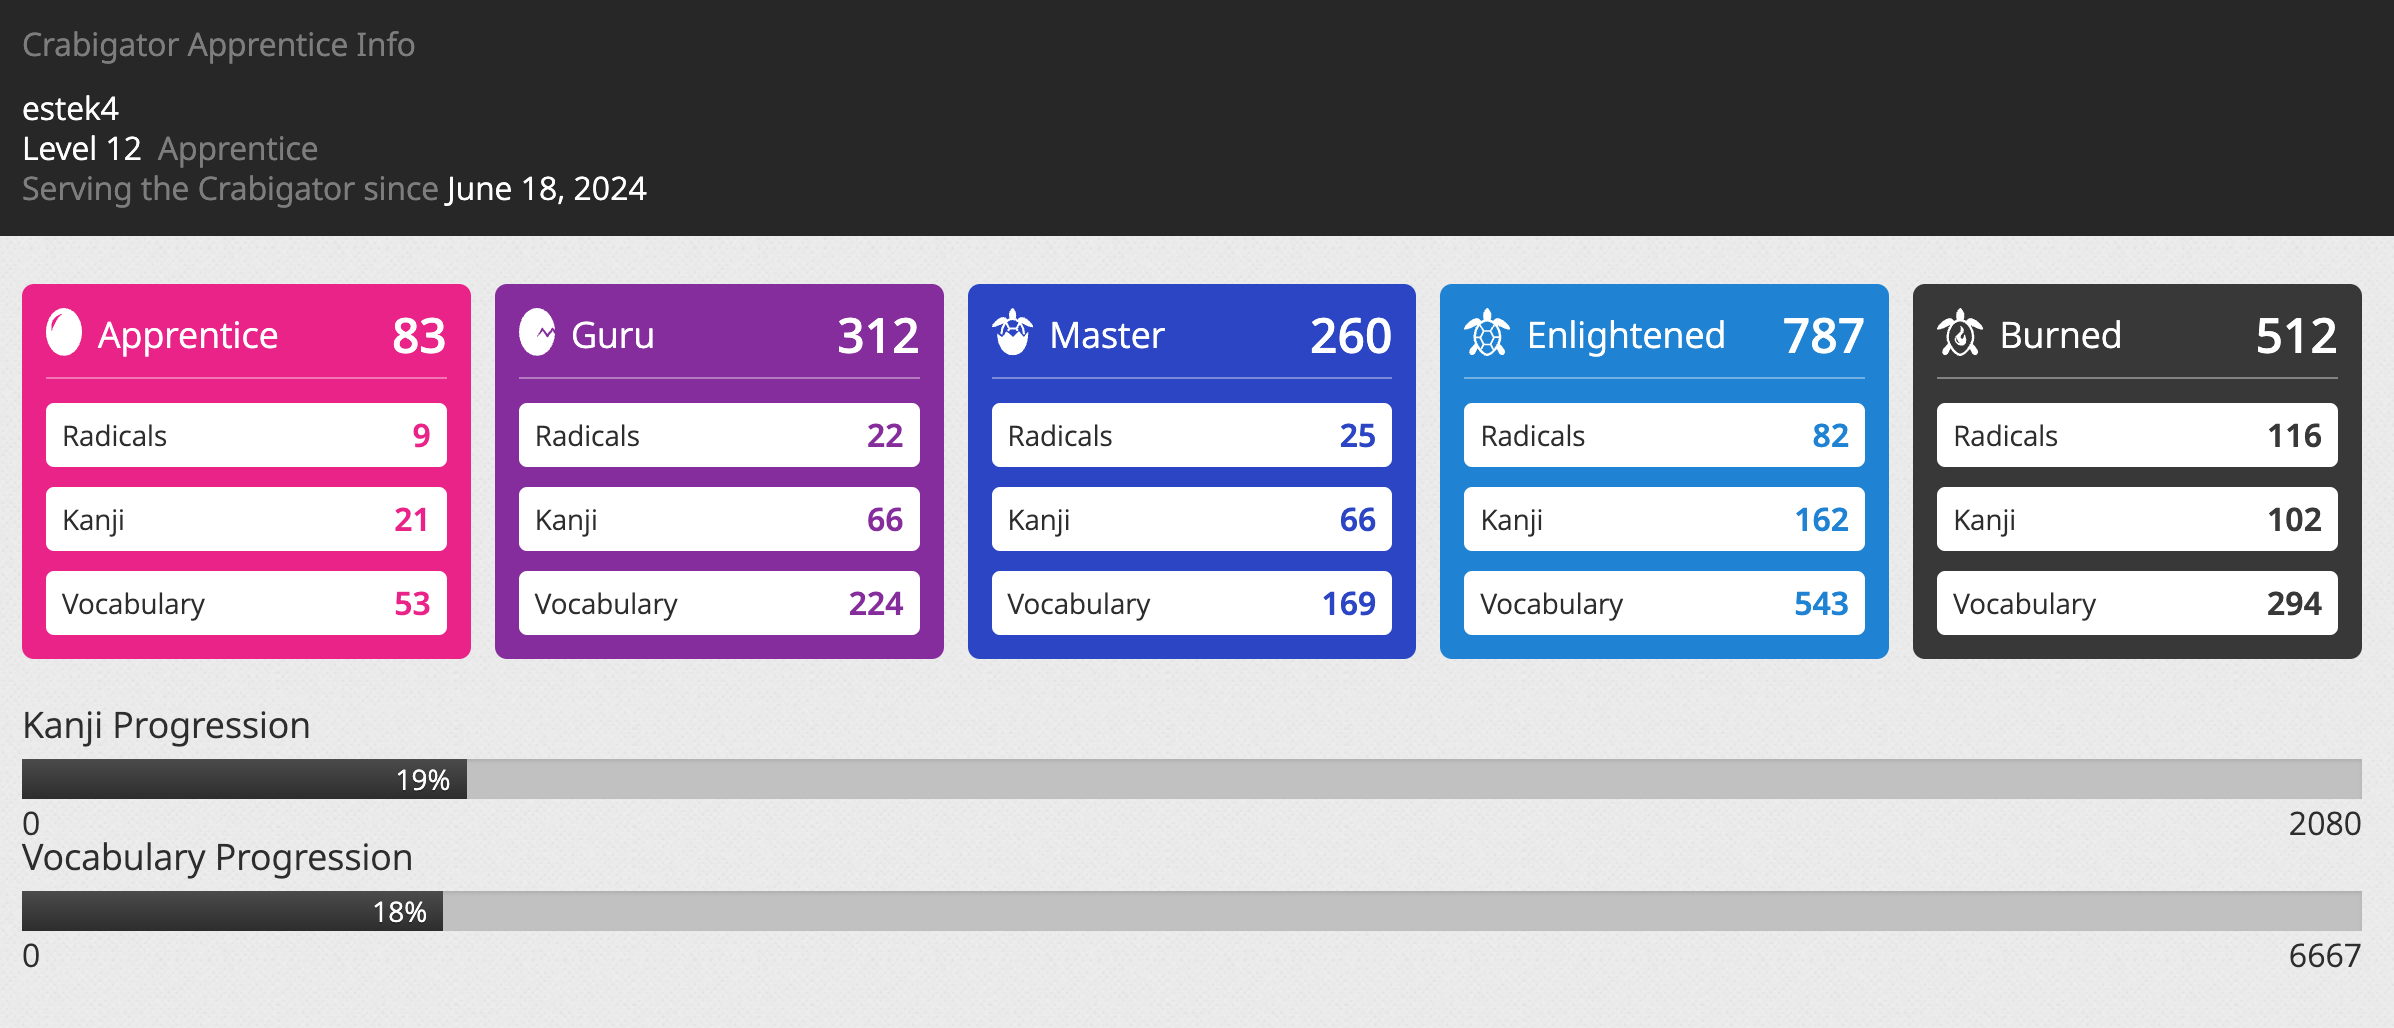 Crabigator Apprentice Info
estek4
Level 12 Apprentice
Serving the Crabigator since June 18, 2024
Apprentice 83
Radicals 9
Kanji 21
Vocabulary 53
Guru 312
Radicals 22
Kanji 66
Vocabulary 224
Master 260
Radicals 25
Kanji 66
Vocabulary 169
Enlightened 787
Radicals 82
Kanji 162
Vocabulary 543
Burned 512
Radicals 116
Kanji 102
Vocabulary 294
Kanji Progression
19%
0 2080
Vocabulary Progression
18%
0 6667